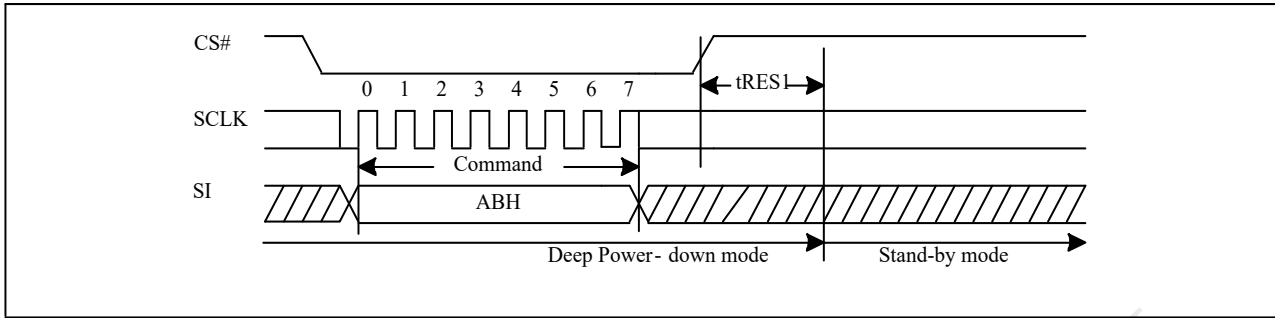 CS#
tRES1
0 1 2 3 4 5 6 7
SCLK
Command
SI
ABH
Deep Power- down mode Stand-by mode